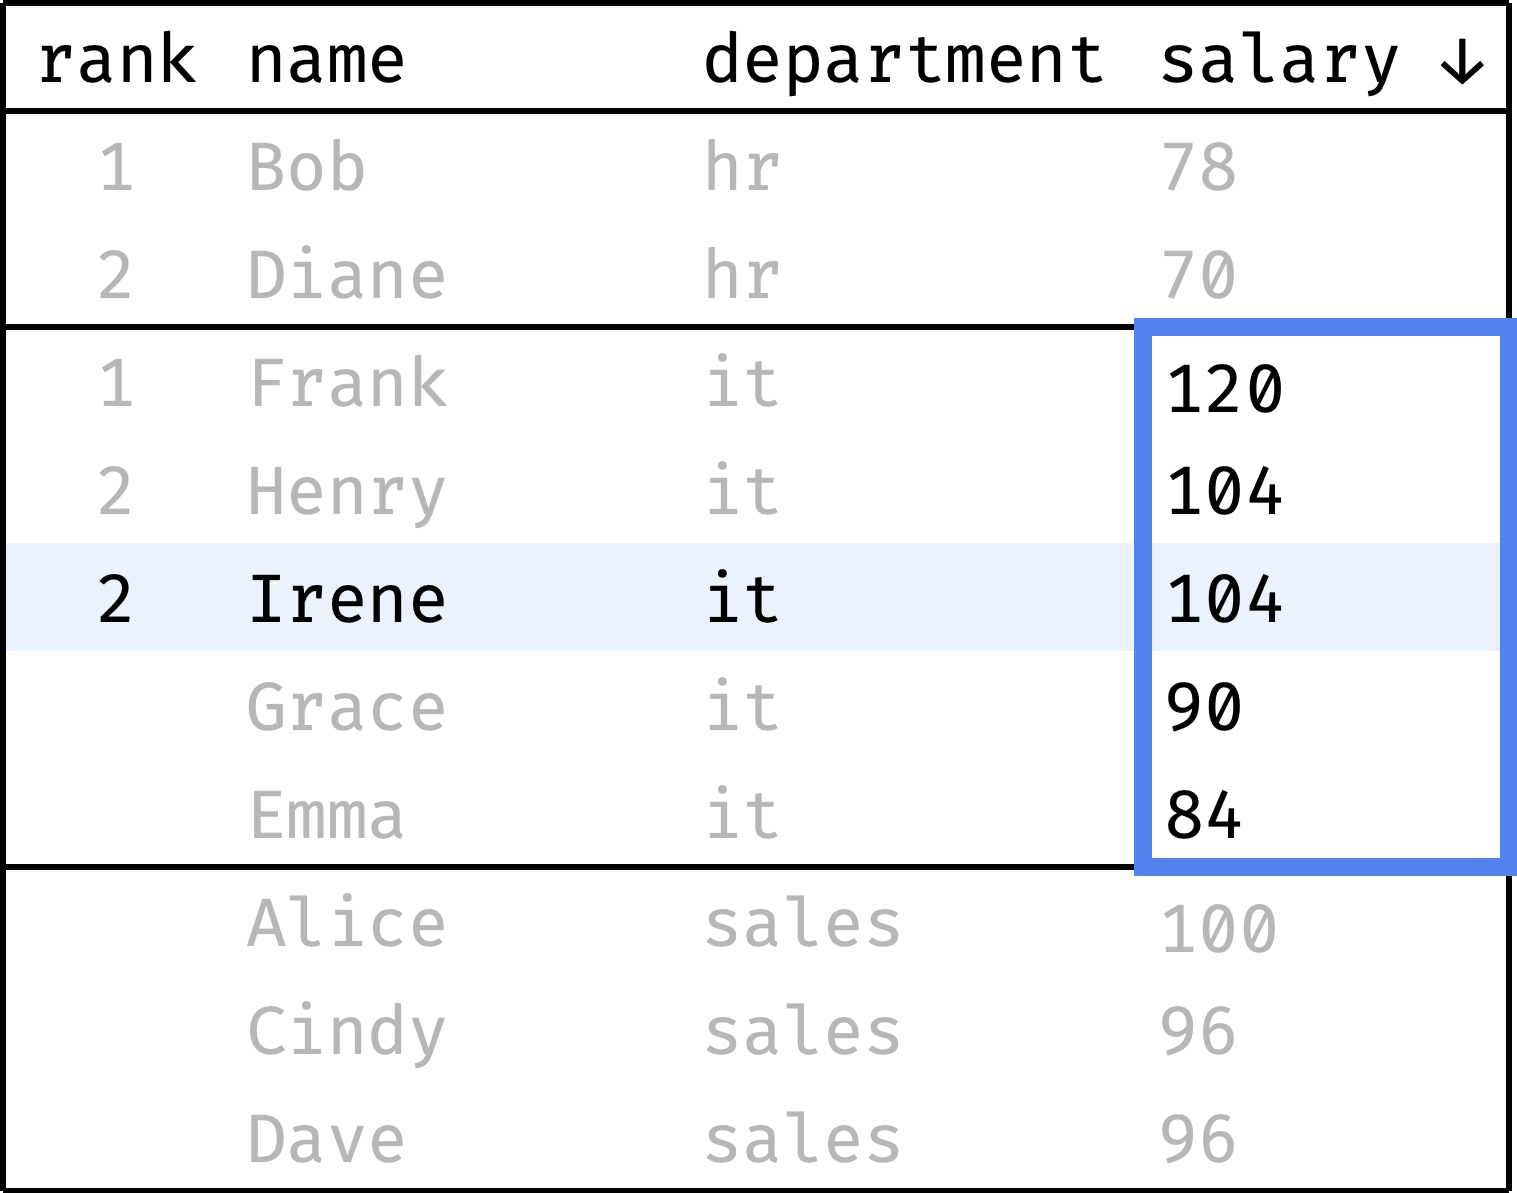 rank name department salary ↓
1 Bob hr 78
2 Diane hr 70
1 Frank it 120
2 Henry it 104
2 Irene it 104
Grace it 90
Emma it 84
Alice sales 100
Cindy sales 96
Dave sales 96